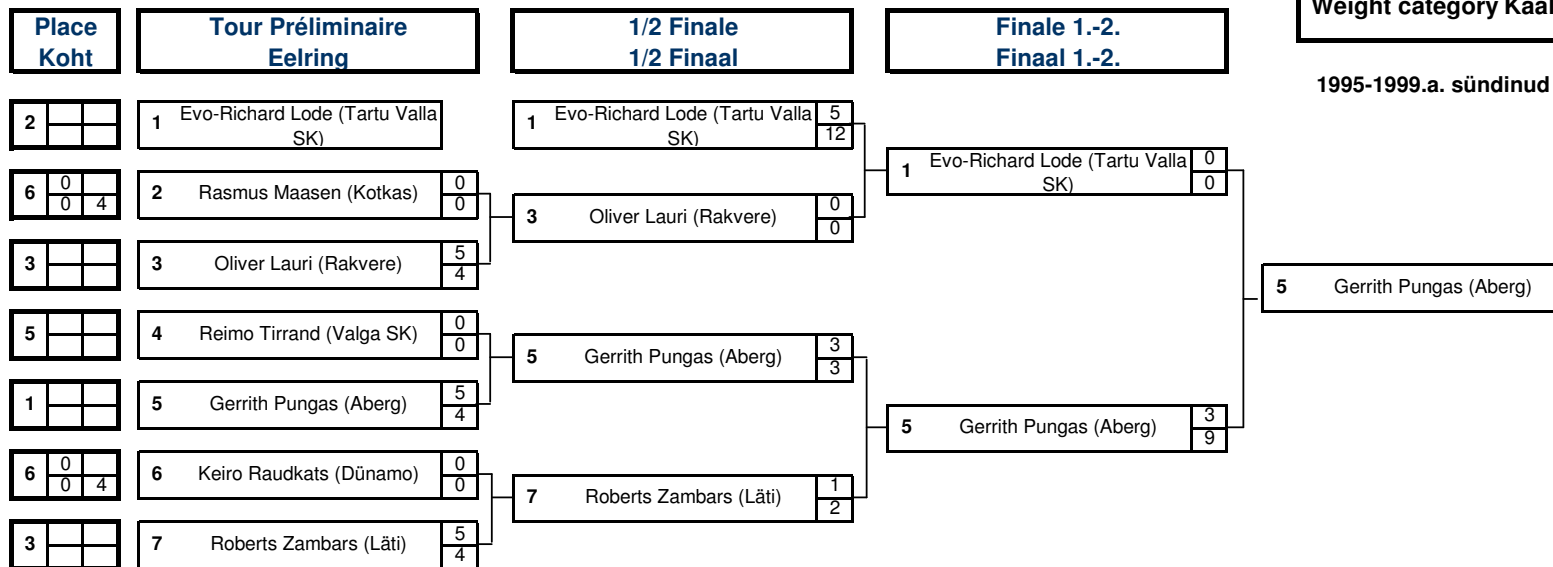 Place
Koht
Tour Préliminaire
Eelring
1/2 Finale
1/2 Finaal
Finale 1.-2.
Finaal 1.-2.
Weight category Kaal
1995-1999.a. sündinud
2
1 Evo-Richard Lode (Tartu Valla
SK)
1 Evo-Richard Lode (Tartu Valla 5
SK) 12
1 Evo-Richard Lode (Tartu Valla 0
SK) 0
6 0
0 4
2 Rasmus Maasen (Kotkas) 0
0
3 Oliver Lauri (Rakvere) 0
0
3
3 Oliver Lauri (Rakvere) 5
4
5 Gerrith Pungas (Aberg)
5
4 Reimo Tirrand (Valga SK) 0
0
5 Gerrith Pungas (Aberg) 3
3
1
5 Gerrith Pungas (Aberg) 5
4
5 Gerrith Pungas (Aberg) 3
9
6 0
0 4
6 Keiro Raudkats (Dünamo) 0
0
7 Roberts Zambars (Läti) 1
2
3
7 Roberts Zambars (Läti) 5
4